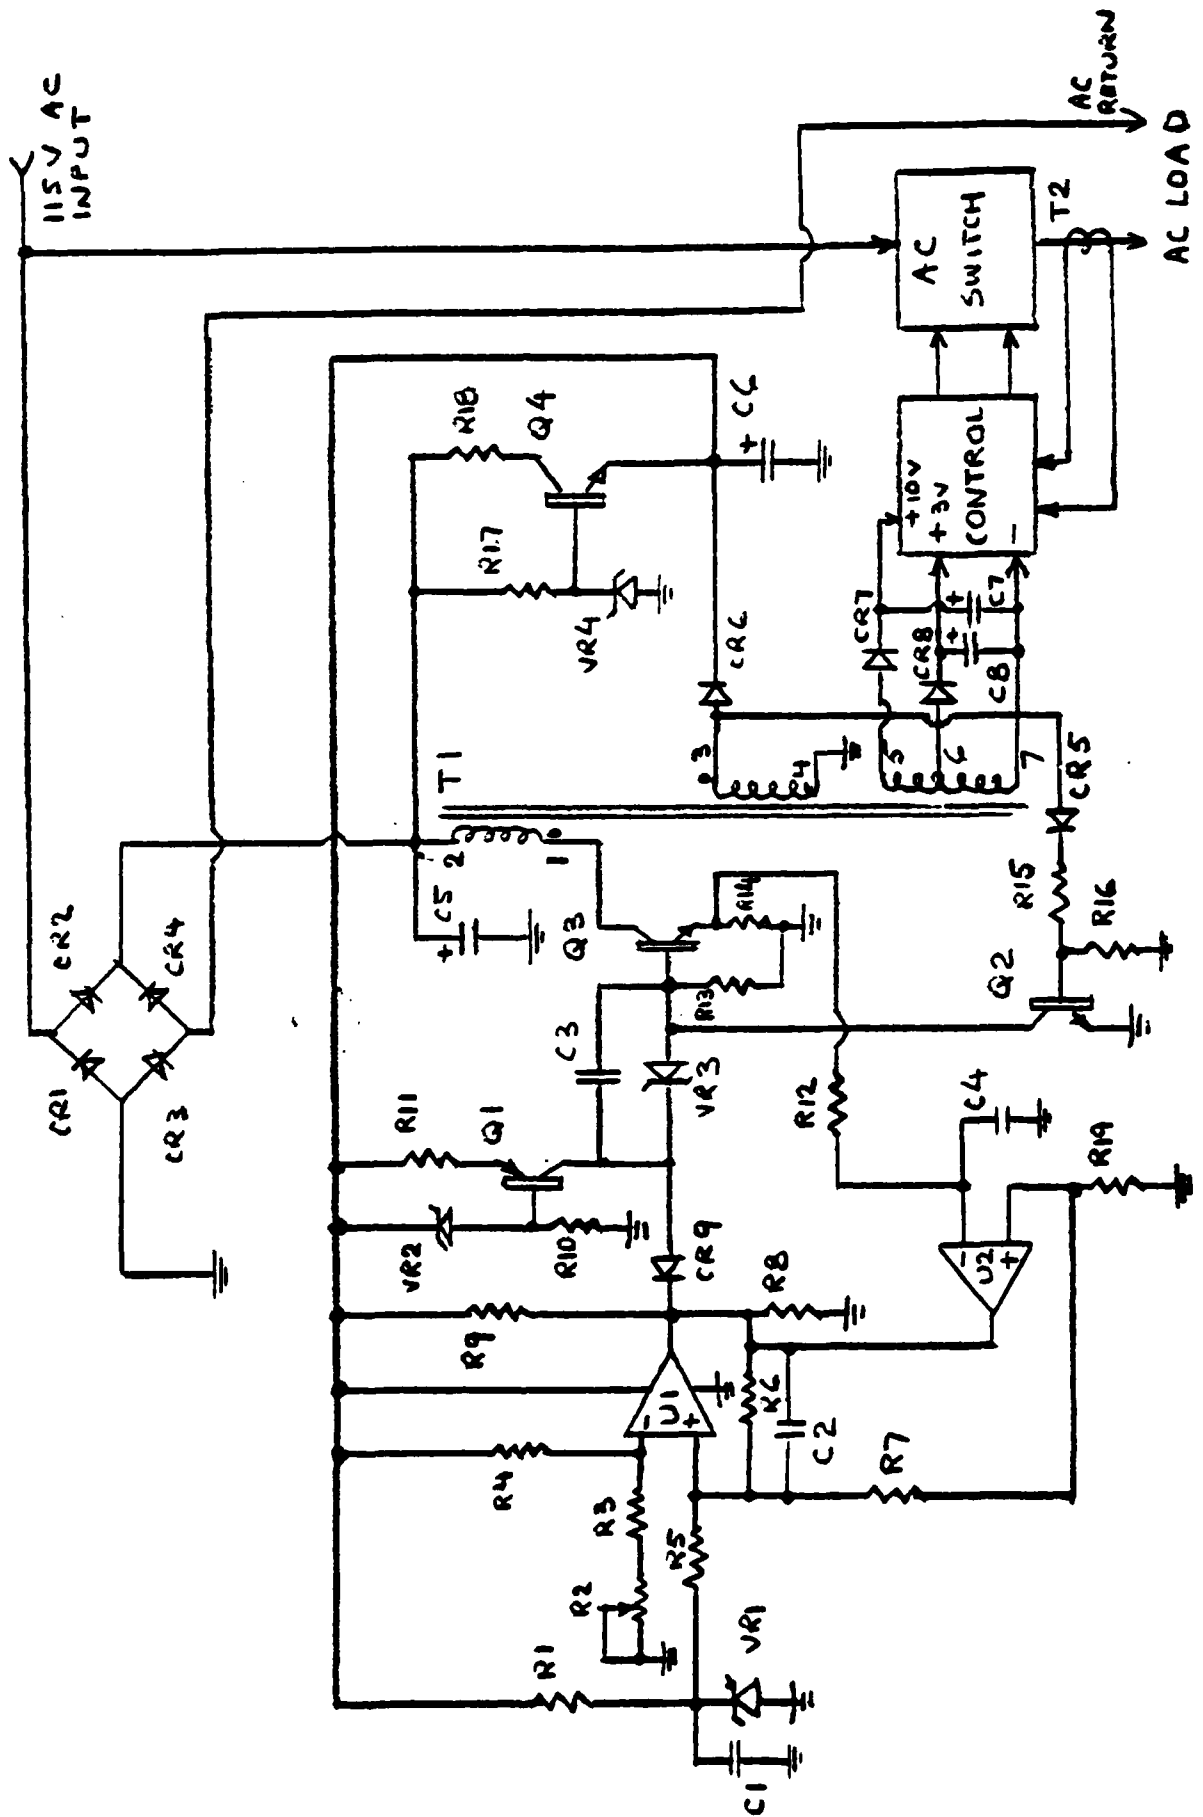 115 V AC
INPUT
CR2
CR4
CR1
CR3
R18
Q4
R17
VR4
+
C6
T1
2
1
+
C5
Q3
R14
R13
C3
VR3
R11
Q1
VR2
R10
R9
CR9
R8
R4
U1
-
+
R3
R2
R5
R6
C2
R7
R1
VR1
C1
R12
C4
-
+
U2
R19
Q2
R15
R16
CR5
3
4
CR6
5
6
7
CR7
CR8
+
C7
+
C8
+10V
+3V
-
CONTROL
AC
SWITCH
T2
AC
RETURN
AC LOAD